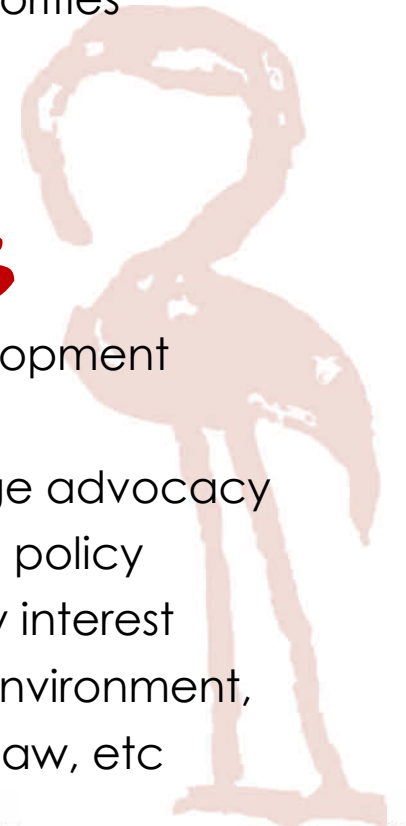 opment
ge advocacy
policy
interest
nvironment,
aw, etc